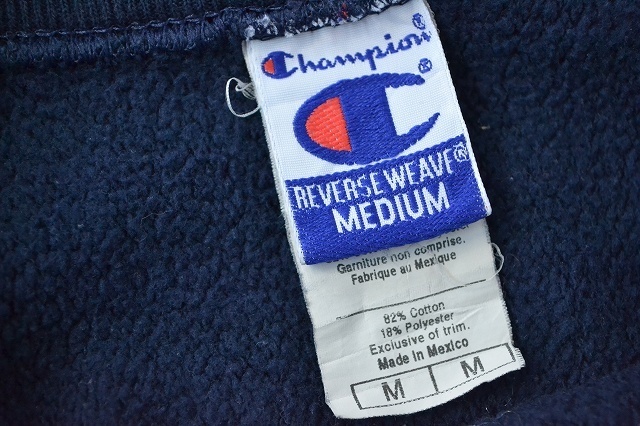 Champion®
®
REVERSE WEAVE®
MEDIUM
Garniture non comprise.
Fabrique au Mexique
82% Cotton
18% Polyester
Exclusive of trim.
Made in Mexico
M M